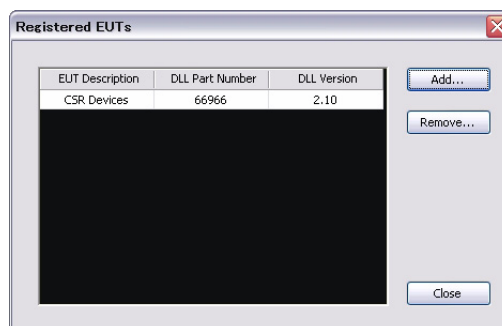 Registered EUTs
EUT Description DLL Part Number DLL Version
CSR Devices 66966 2.10
Add...
Remove...
Close